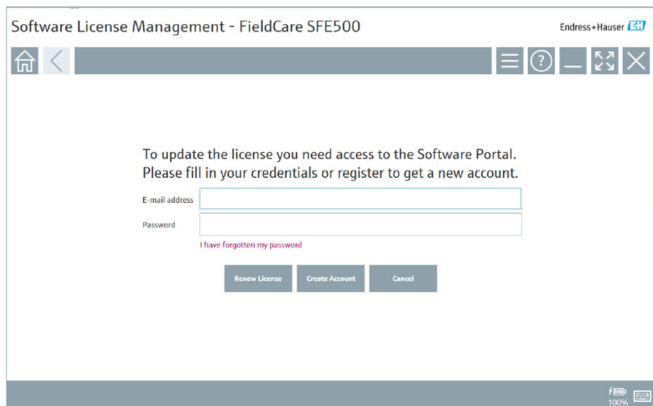 Software License Management - FieldCare SFE500
Endress+Hauser EH
?
To update the license you need access to the Software Portal.
Please fill in your credentials or register to get a new account.
E-mail address
Password
I have forgotten my password
Renew License Create Account Cancel
100%